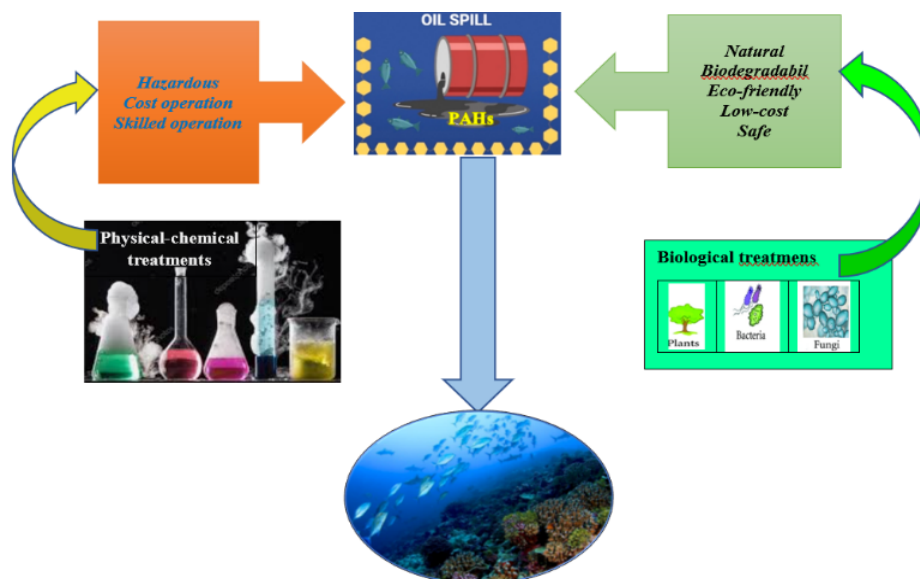 OIL SPILL
PAHs
Hazardous
Cost operation
Skilled operation
Natural
Biodegradabil
Eco-friendly
Low-cost
Safe
Physical-chemical
treatments
Biological treatmens
Plants
Bacteria
Fungi